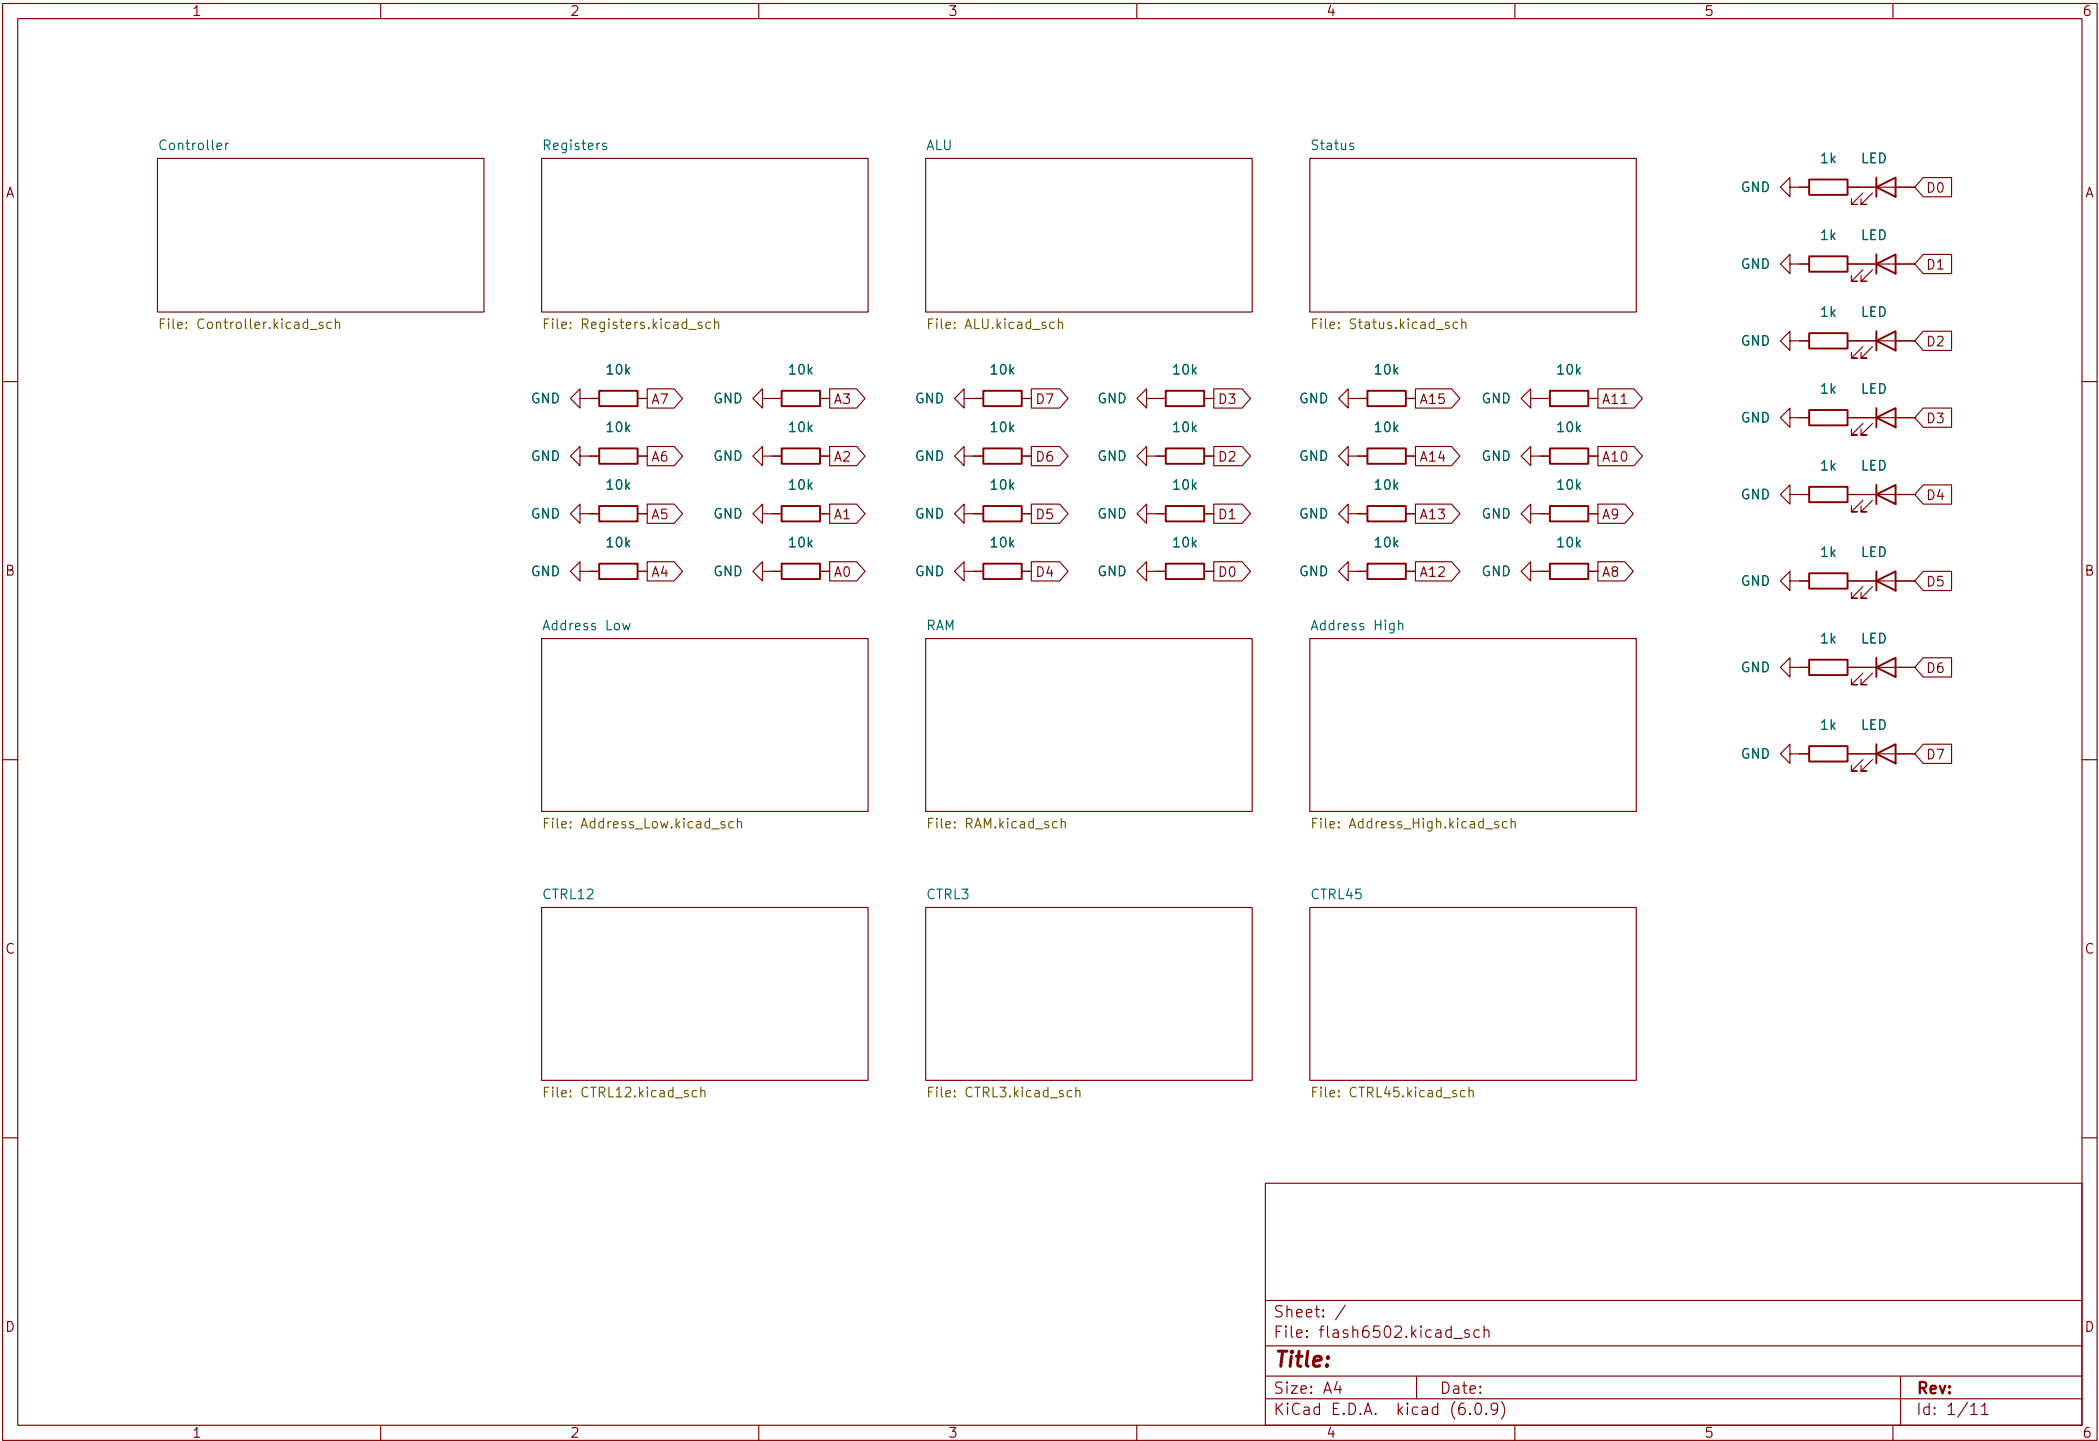 1 2 3 4 5 6
Controller Registers ALU Status
1k LED
A GND D0 A
1k LED
GND D1
1k LED
File: Controller.kicad_sch File: Registers.kicad_sch File: ALU.kicad_sch File: Status.kicad_sch
GND D2
10k 10k 10k 10k 10k 10k
1k LED
GND A7 GND A3 GND D7 GND D3 GND A15 GND A11
GND D3
10k 10k 10k 10k 10k 10k
GND A6 GND A2 GND D6 GND D2 GND A14 GND A10
1k LED
10k 10k 10k 10k 10k 10k
GND D4
GND A5 GND A1 GND D5 GND D1 GND A13 GND A9
10k 10k 10k 10k 10k 10k
1k LED
B GND A4 GND A0 GND D4 GND D0 GND A12 GND A8 B
GND D5
Address Low RAM Address High
1k LED
GND D6
1k LED
GND D7
File: Address_Low.kicad_sch File: RAM.kicad_sch File: Address_High.kicad_sch
CTRL12 CTRL3 CTRL45
C C
File: CTRL12.kicad_sch File: CTRL3.kicad_sch File: CTRL45.kicad_sch
Sheet: /
D D
File: flash6502.kicad_sch
Title:
Size: A4 Date: Rev:
KiCad E.D.A. kicad (6.0.9) Id: 1/11
1 2 3 4 5 6